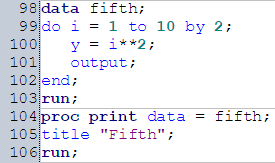 98 data fifth;
99 do i = 1 to 10 by 2;
100 y = i**2;
101 output;
102 end;
103 run;
104 proc print data = fifth;
105 title "Fifth";
106 run;